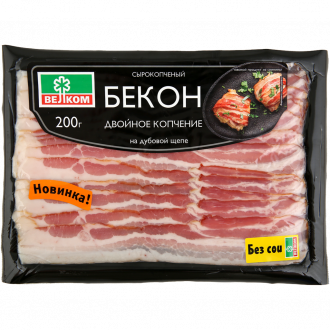 СЫРОКОПЧЕНЫЙ
ВЕЛКОМ
БЕКОН
200г
ДВОЙНОЕ КОПЧЕНИЕ
на дубовой щепе
Новинка!
Без сои